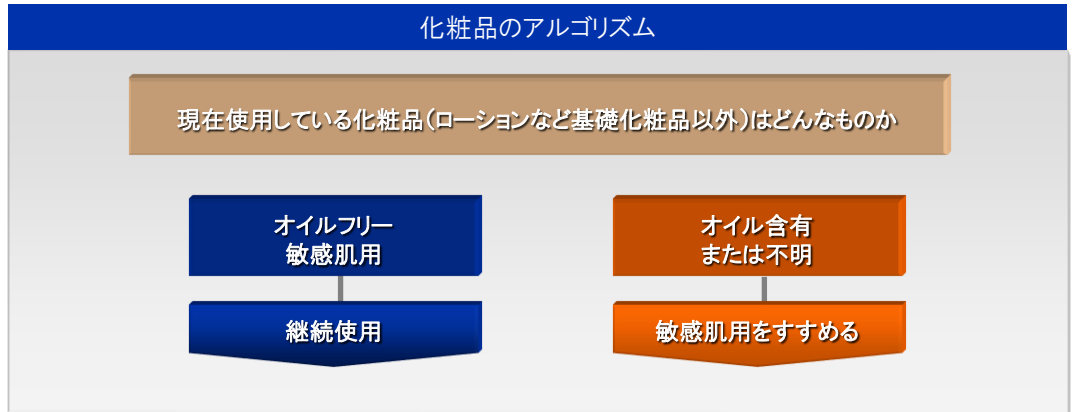 化粧品のアルゴリズム
現在使用している化粧品（ローションなど基礎化粧品以外）はどんなものか
オイルフリー
敏感肌用
継続使用
オイル含有
または不明
敏感肌用をすすめる